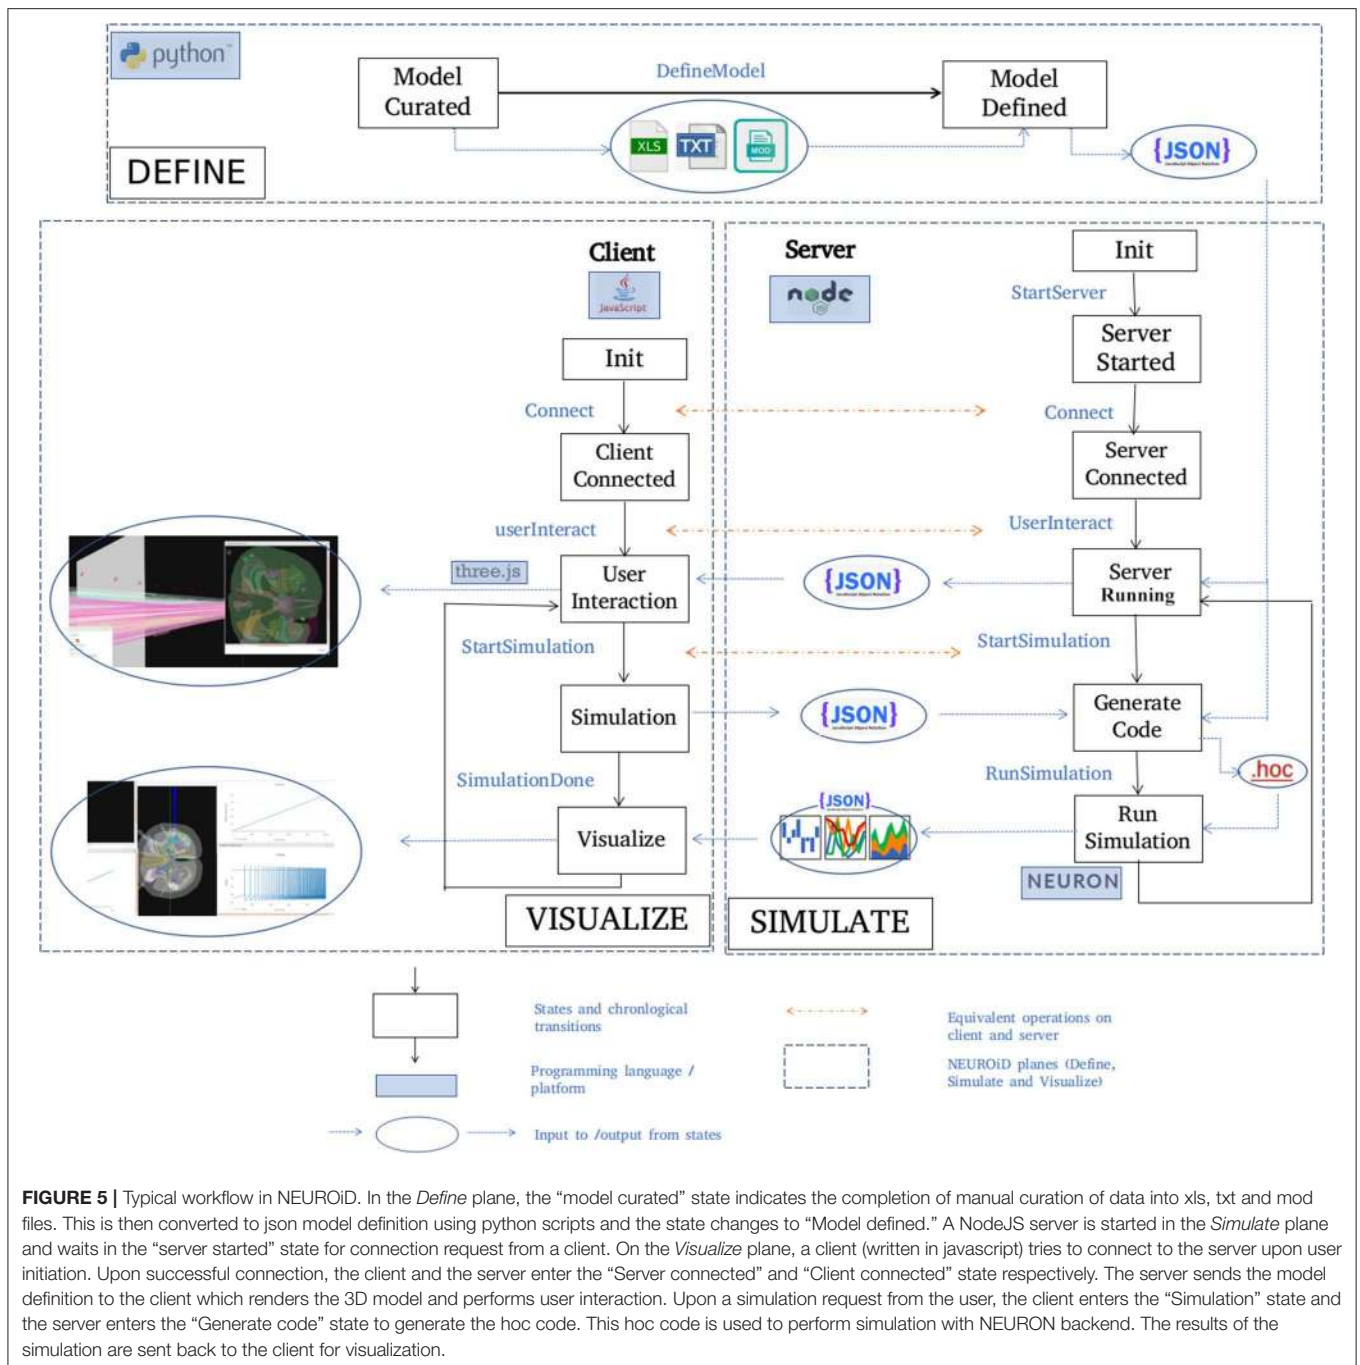 python™
Model
Curated
DefineModel
Model
Defined
XLS
TXT
MOD
{JSON}
JavaScript Object Notation
DEFINE
Client
JavaScript
Server
node
JS
Init
StartServer
Server
Started
Init
Connect
Connect
Client
Connected
Server
Connected
userInteract
UserInteract
three.js
User
Interaction
{JSON}
JavaScript Object Notation
Server
Running
StartSimulation
StartSimulation
Simulation
{JSON}
JavaScript Object Notation
Generate
Code
SimulationDone
RunSimulation
.hoc
Visualize
{JSON}
Run
Simulation
NEURON
VISUALIZE
SIMULATE
States and chronlogical
transitions
Equivalent operations on
client and server
Programming language /
platform
NEUROiD planes (Define,
Simulate and Visualize)
Input to /output from states
FIGURE 5 | Typical workflow in NEUROiD. In the Define plane, the “model curated” state indicates the completion of manual curation of data into xls, txt and mod
files. This is then converted to json model definition using python scripts and the state changes to “Model defined.” A NodeJS server is started in the Simulate plane
and waits in the “server started” state for connection request from a client. On the Visualize plane, a client (written in javascript) tries to connect to the server upon user
initiation. Upon successful connection, the client and the server enter the “Server connected” and “Client connected” state respectively. The server sends the model
definition to the client which renders the 3D model and performs user interaction. Upon a simulation request from the user, the client enters the “Simulation” state and
the server enters the “Generate code” state to generate the hoc code. This hoc code is used to perform simulation with NEURON backend. The results of the
simulation are sent back to the client for visualization.